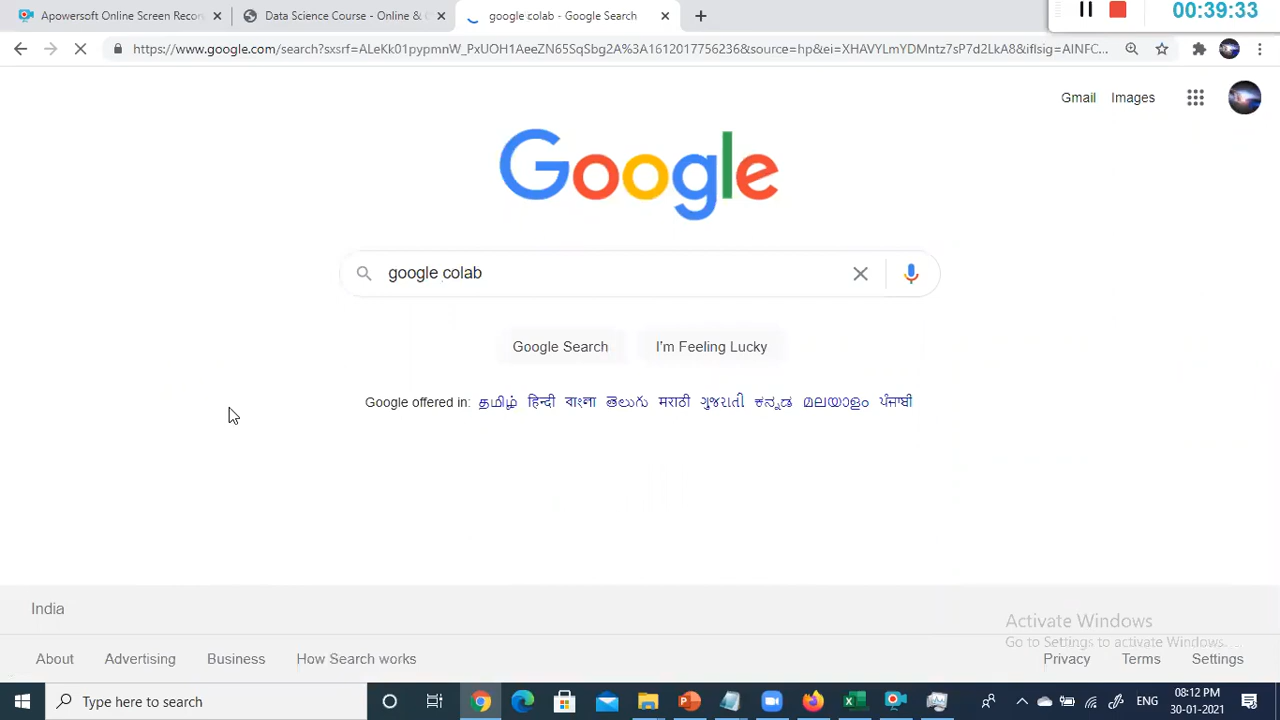 Apowersoft Online Screen Recor
Data Science Course - Online &
google colab - Google Search
00:39:33
https://www.google.com/search?sxsrf=ALeKk01pypmnW_PxUOH1AeeZN65SqSbg2A%3A1612017756236&source=hp&ei=XHAVYLmYDMntz7sP7d2LkA8&iflsig=AINFC...
Gmail Images
Google
google colab
Google Search I'm Feeling Lucky
Google offered in: தமிழ் हिन्दी বাংলা తెలుగు मराठी ગુજરાતી ಕನ್ನಡ മലയാളം ਪੰਜਾਬੀ
India
Activate Windows
Go to Settings to activate Windows.
About Advertising Business How Search works Privacy Terms Settings
Type here to search
ENG
08:12 PM
30-01-2021